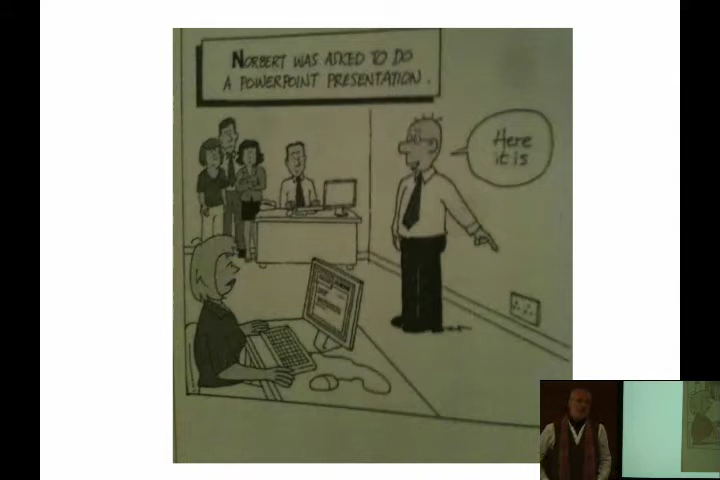 NORBERT WAS ASKED TO DO
A POWERPOINT PRESENTATION.
Here
it is